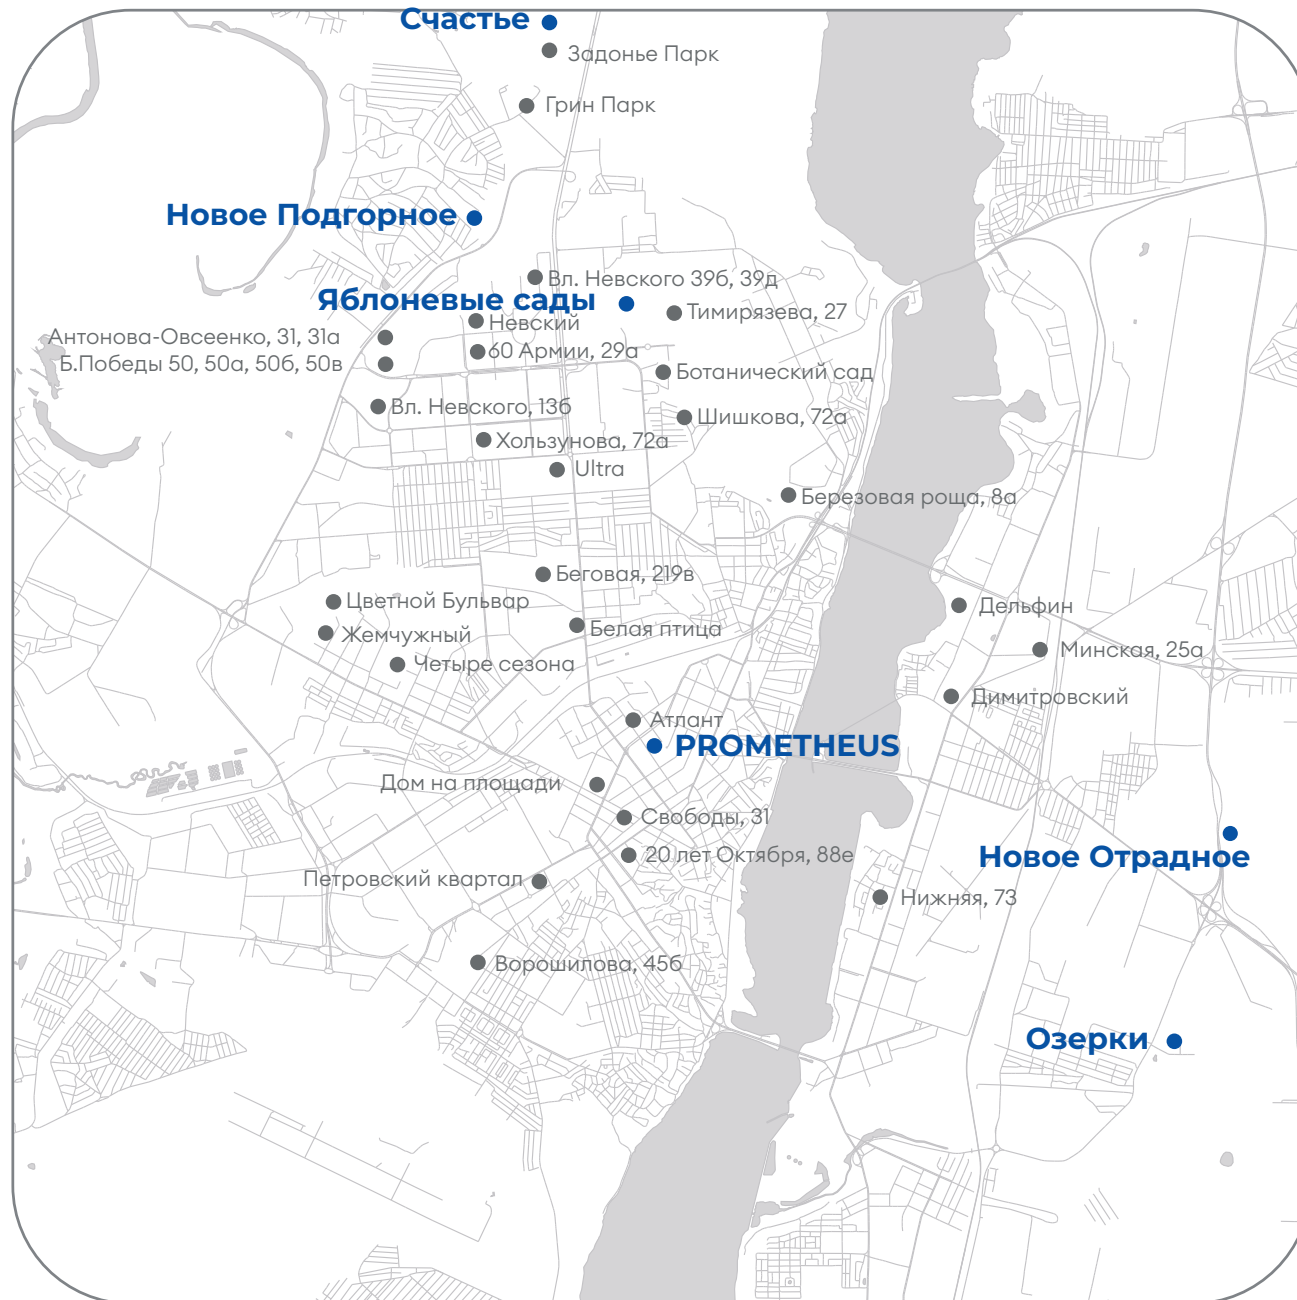 Счастье
Задонье Парк
Грин Парк
Новое Подгорное
Вл. Невского 39б, 39д
Яблоневые сады
Тимирязева, 27
Невский
Антонова-Овсеенко, 31, 31а
60 Армии, 29а
Б.Победы 50, 50а, 50б, 50в
Ботанический сад
Вл. Невского, 13б
Шишкова, 72а
Хользунова, 72а
Ultra
Березовая роща, 8а
Беговая, 219в
Цветной Бульвар
Дельфин
Белая птица
Жемчужный
Минская, 25а
Четыре сезона
Димитровский
Атлант
PROMETHEUS
Дом на площади
Свободы, 31
20 лет Октября, 88е
Новое Отрадное
Петровский квартал
Нижняя, 73
Ворошилова, 45б
Озерки